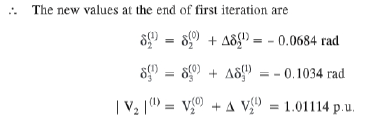 ∴ The new values at the end of first iteration are
δ₂⁽¹⁾ = δ₂⁽⁰⁾ + Δδ₂⁽¹⁾ = – 0.0684 rad
δ₃⁽¹⁾ = δ₃⁽⁰⁾ + Δδ₃⁽¹⁾ = – 0.1034 rad
| V₂ |⁽¹⁾ = V₂⁽⁰⁾ + Δ V₂⁽¹⁾ = 1.01114 p.u.